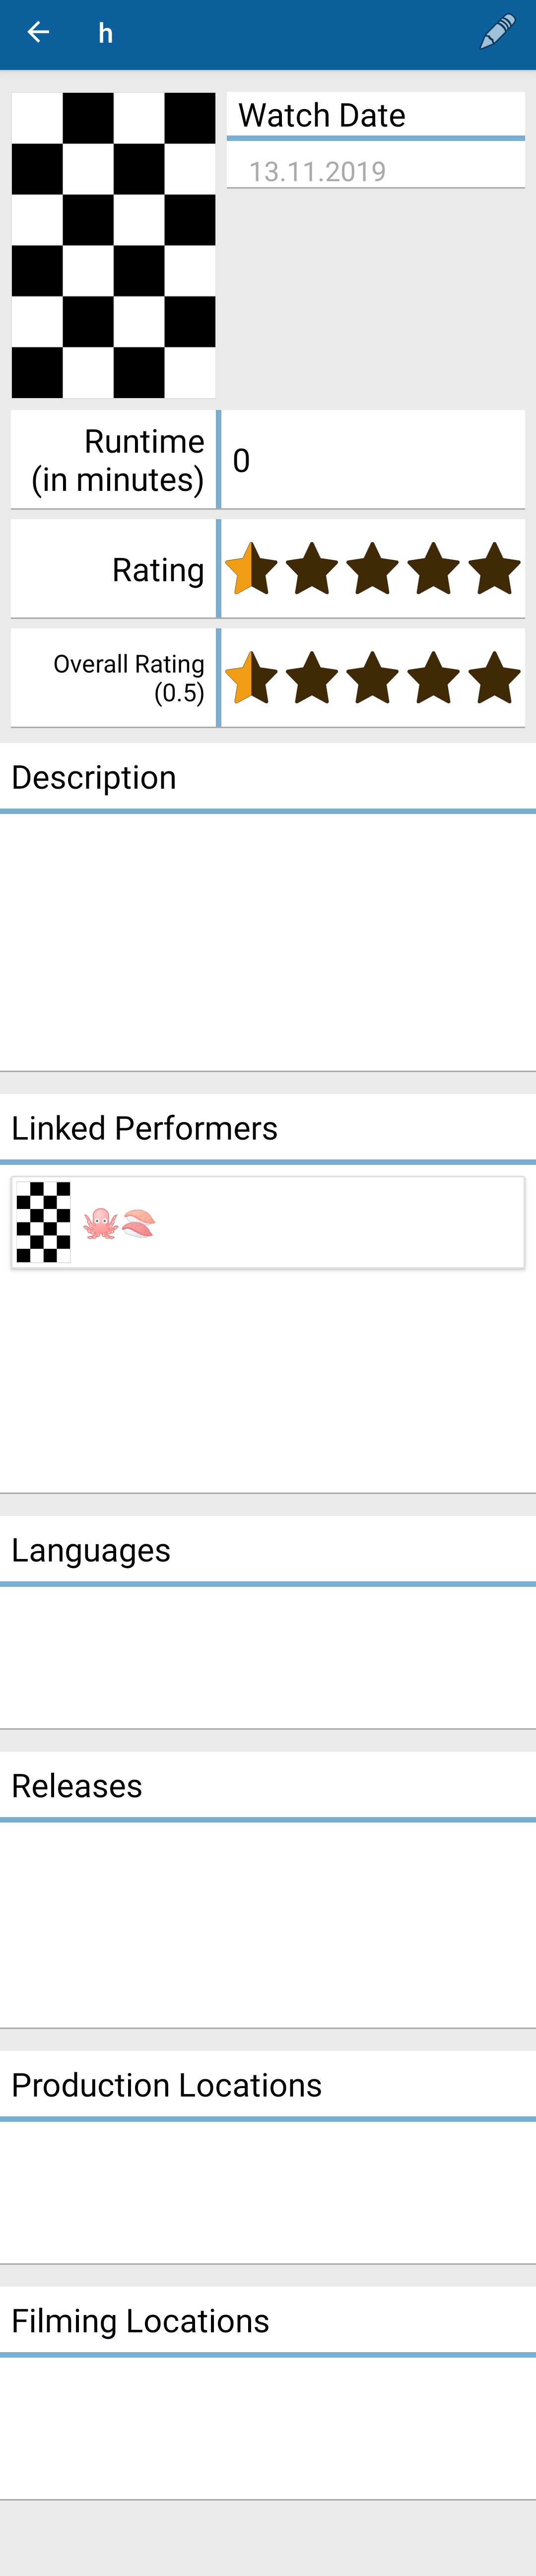 h
Watch Date
13.11.2019
Runtime
(in minutes)
0
Rating
Overall Rating
(0.5)
Description
Linked Performers
🐙🍣
Languages
Releases
Production Locations
Filming Locations